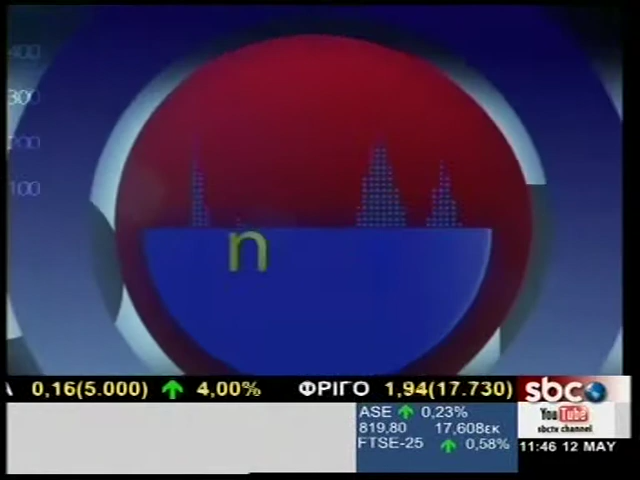 400
300
200
100
n
Α 0,16(5.000) 4,00% ΦΡΙΓΟ 1,94(17.730)
sbc
YouTube
sbctv channel
ASE 0,23%
819,80 17,608εκ
FTSE-25 0,58%
11:46 12 MAY